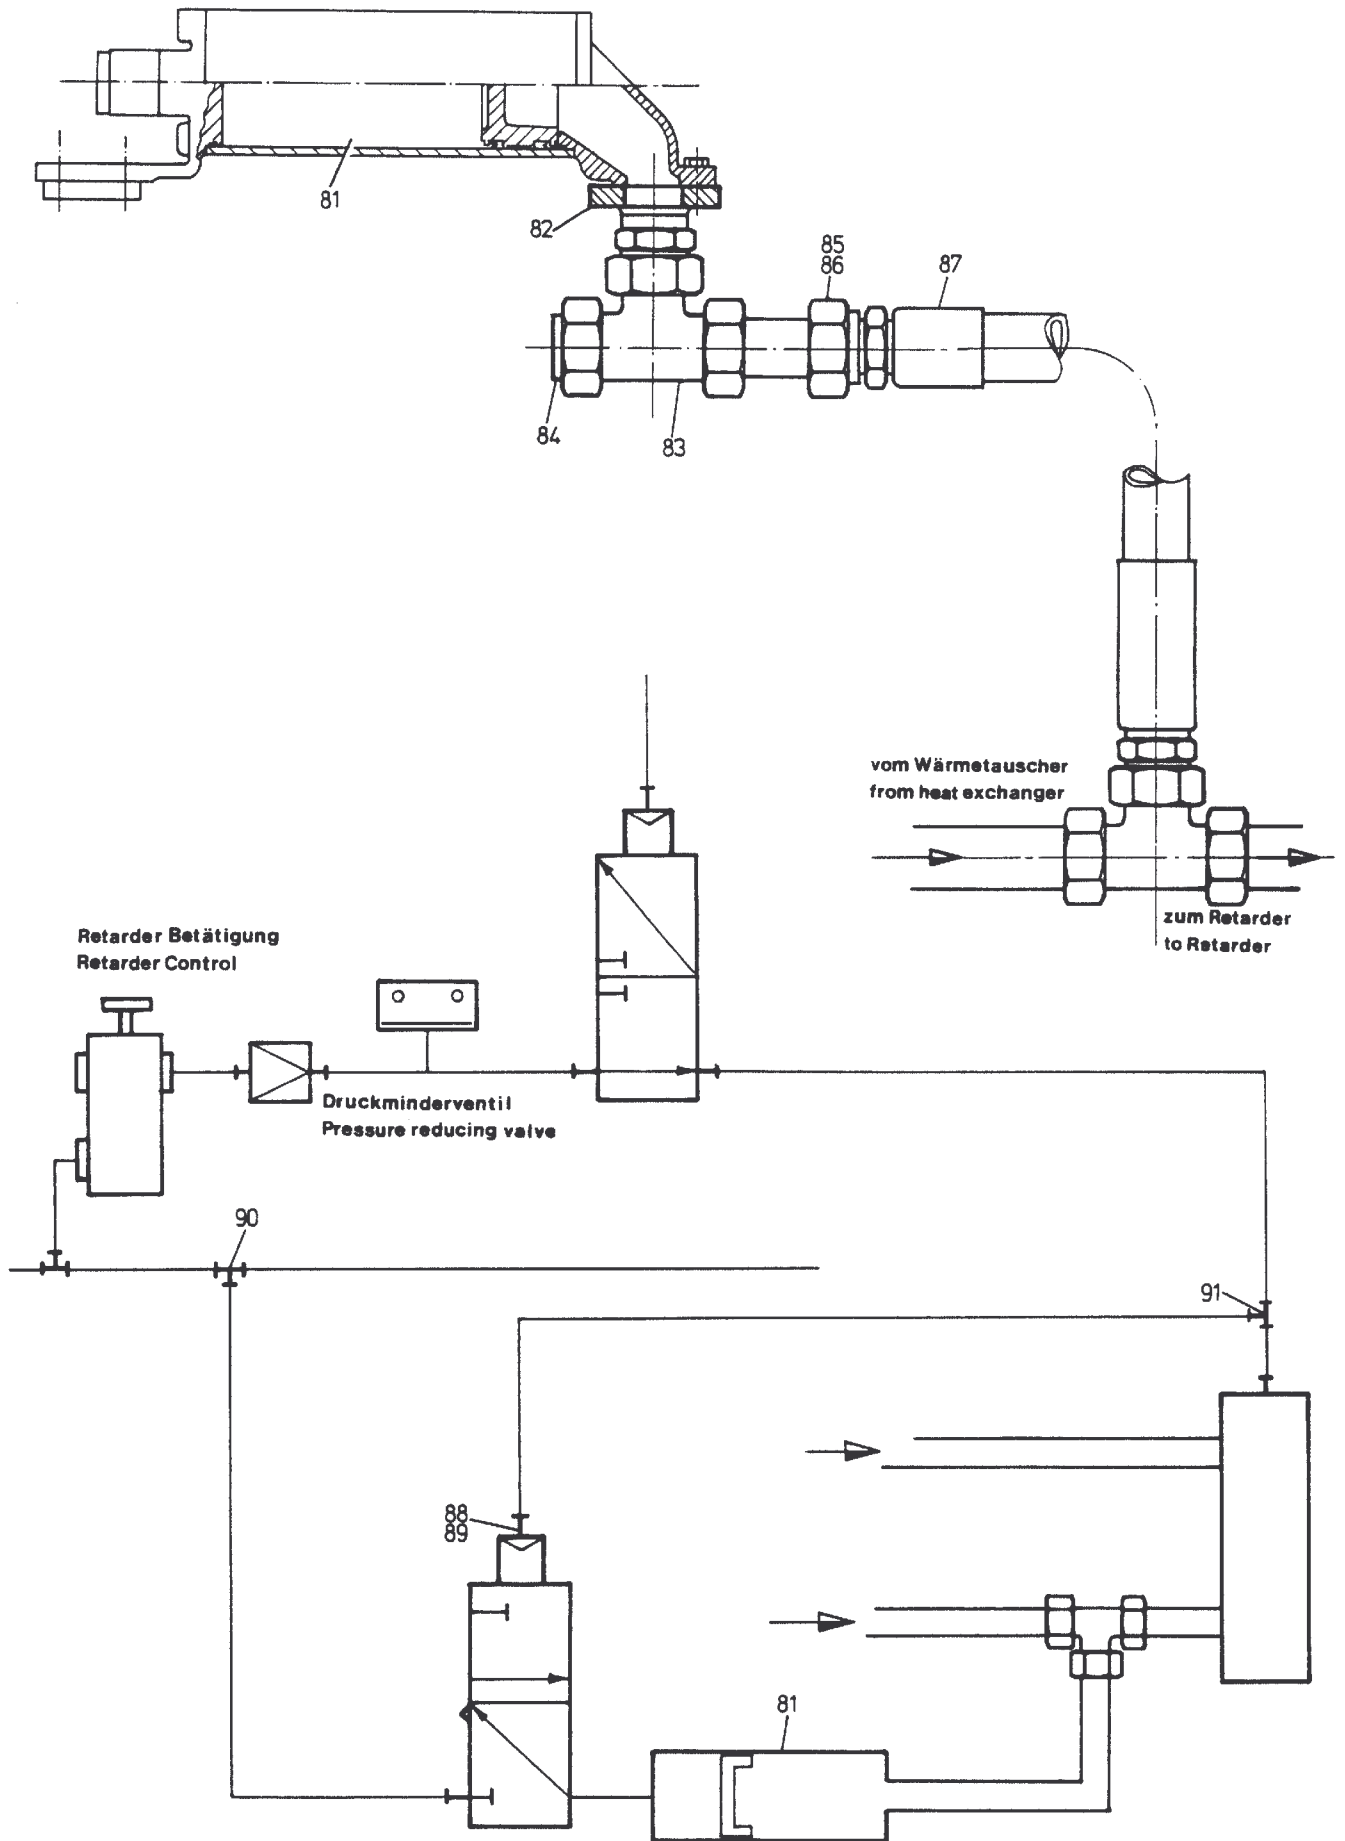 81
82
85
86
87
84
83
vom Wärmetauscher
from heat exchanger
zum Retarder
to Retarder
Retarder Betätigung
Retarder Control
Druckminderventil
Pressure reducing valve
90
91
88
89
81